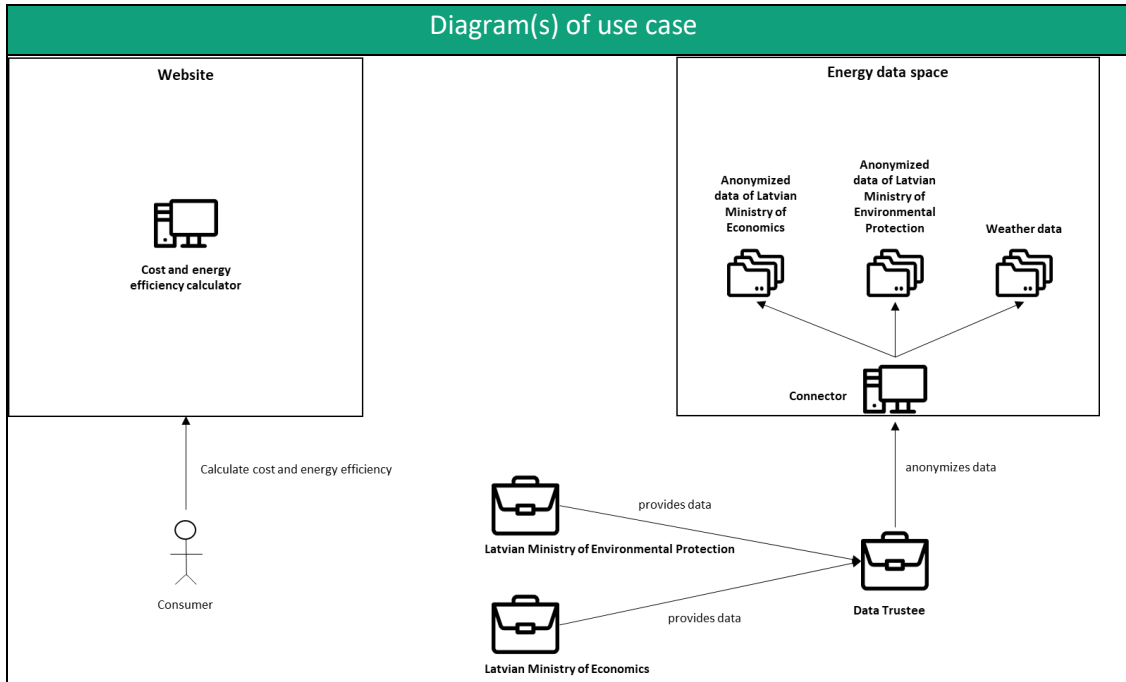 Diagram(s) of use case
Website
Cost and energy
efficiency calculator
Calculate cost and energy efficiency
Consumer
Energy data space
Anonymized
data of Latvian
Ministry of
Economics
Anonymized
data of Latvian
Ministry of
Environmental
Protection
Weather data
Connector
anonymizes data
provides data
Latvian Ministry of Environmental Protection
provides data
Latvian Ministry of Economics
Data Trustee